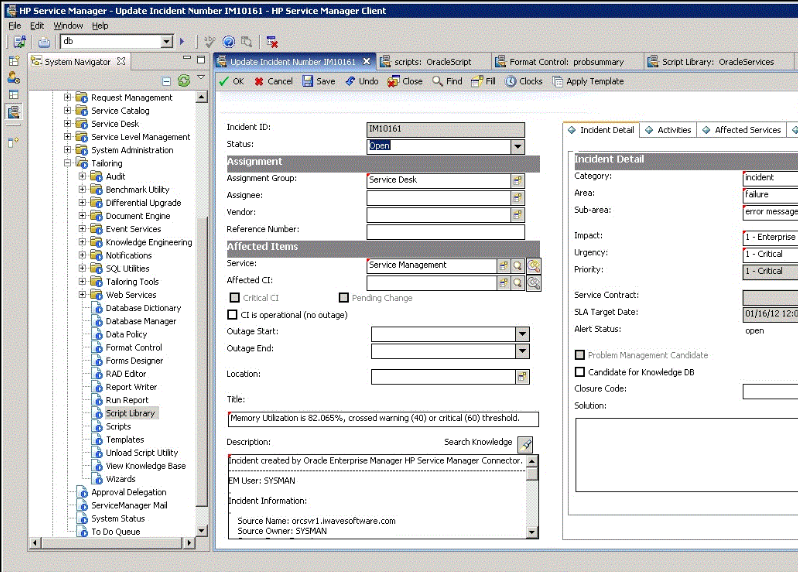 HP Service Manager - Update Incident Number IM10161 - HP Service Manager Client
File Edit Window Help
db
System Navigator
Request Management
Service Catalog
Service Desk
Service Level Management
System Administration
Tailoring
Audit
Benchmark Utility
Differential Upgrade
Document Engine
Event Services
Knowledge Engineering
Notifications
SQL Utilities
Tailoring Tools
Web Services
Database Dictionary
Database Manager
Data Policy
Format Control
Forms Designer
RAD Editor
Report Writer
Run Report
Script Library
Scripts
Templates
Unload Script Utility
View Knowledge Base
Wizards
Approval Delegation
ServiceManager Mail
System Status
To Do Queue
Update Incident Number IM10161
scripts: OracleScript
Format Control: probsummary
Script Library: OracleServices
OK Cancel Save Undo Close Find Fill Clocks Apply Template
Incident ID: IM10161
Status: Open
Assignment
Assignment Group: Service Desk
Assignee:
Vendor:
Reference Number:
Affected Items
Service: Service Management
Affected CI:
Critical CI Pending Change
CI is operational (no outage)
Outage Start:
Outage End:
Location:
Title:
Memory Utilization is 82.065%, crossed warning (40) or critical (60) threshold.
Description: Search Knowledge
Incident created by Oracle Enterprise Manager HP Service Manager Connector.
EM User: SYSMAN
Incident Information:
Source Name: orcsvr1.iwavesoftware.com
Source Owner: SYSMAN
Incident Detail Activities Affected Services
Incident Detail
Category: incident
Area: failure
Sub-area: error message
Impact: 1 - Enterprise
Urgency: 1 - Critical
Priority: 1 - Critical
Service Contract:
SLA Target Date: 01/16/12 12:0
Alert Status: open
Problem Management Candidate
Candidate for Knowledge DB
Closure Code:
Solution: